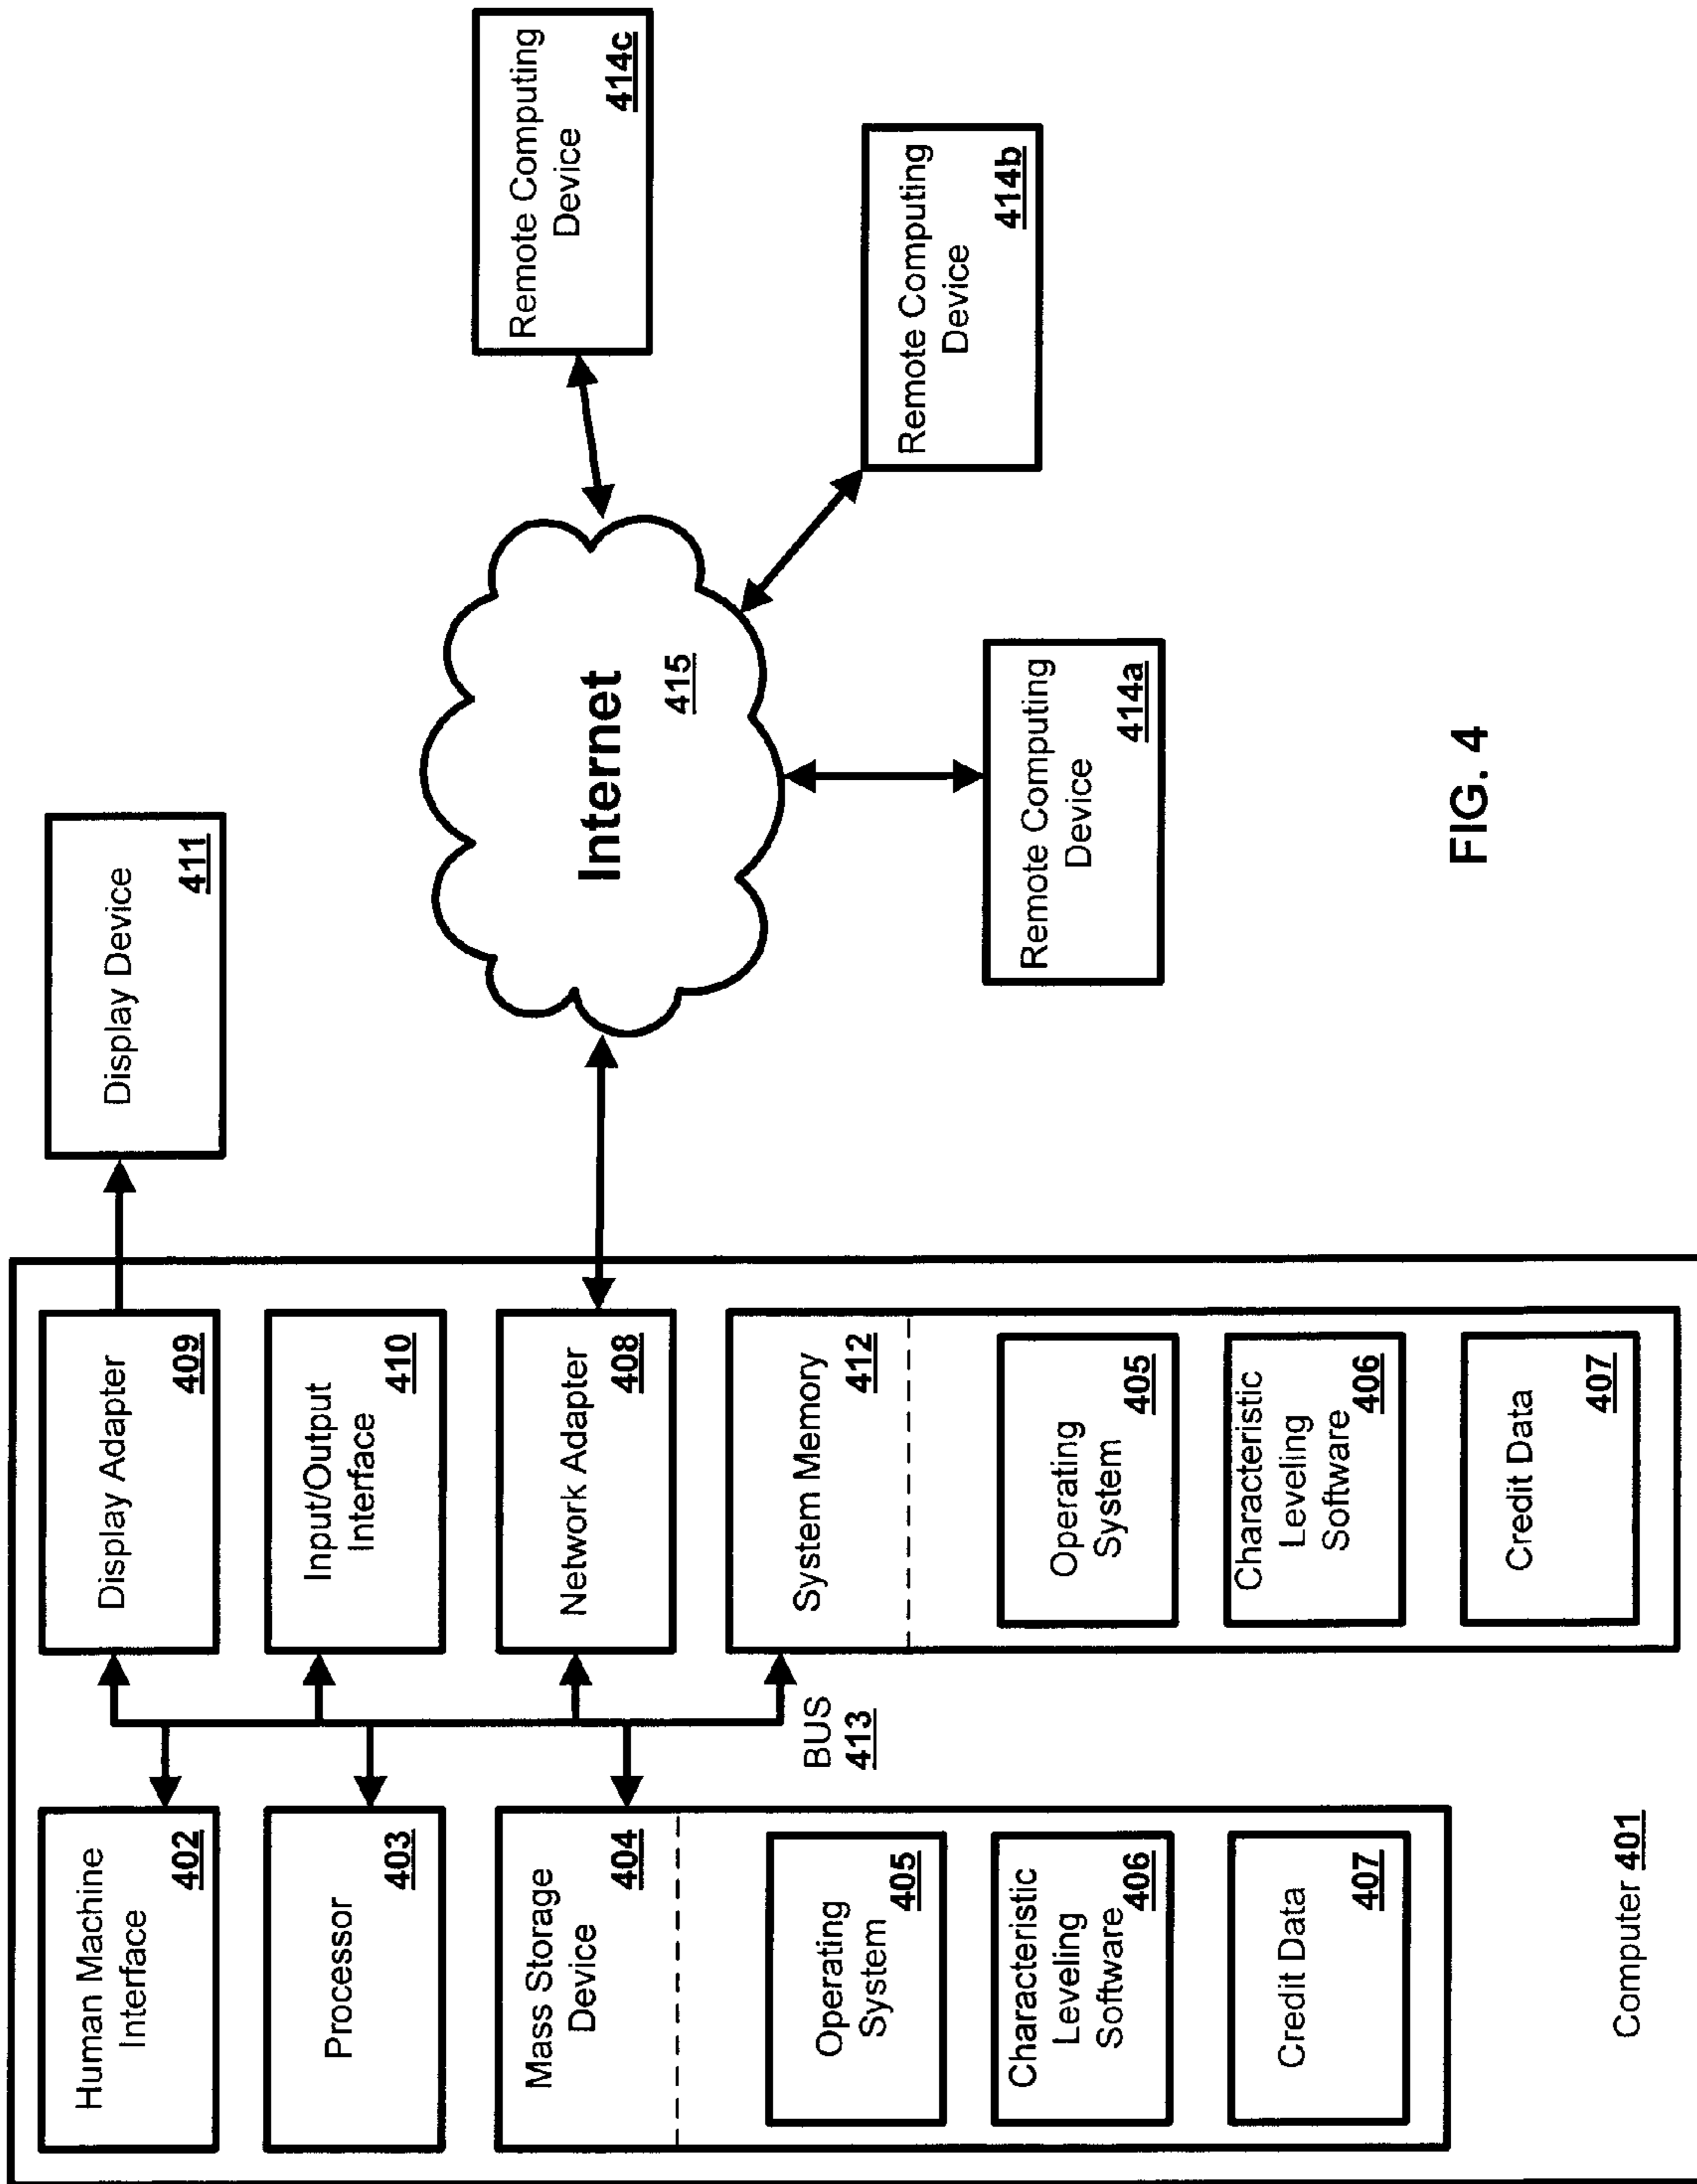 Human Machine
Interface
402
Processor
403
Mass Storage
Device
404
Operating
System
405
Characteristic
Leveling
Software
406
Credit Data
407
Computer 401
BUS
413
Display Adapter
409
Input/Output
Interface
410
Network Adapter
408
System Memory
412
Operating
System
405
Characteristic
Leveling
Software
406
Credit Data
407
Display Device
411
Internet
415
Remote Computing
Device
414a
Remote Computing
Device
414b
Remote Computing
Device
414c
FIG. 4